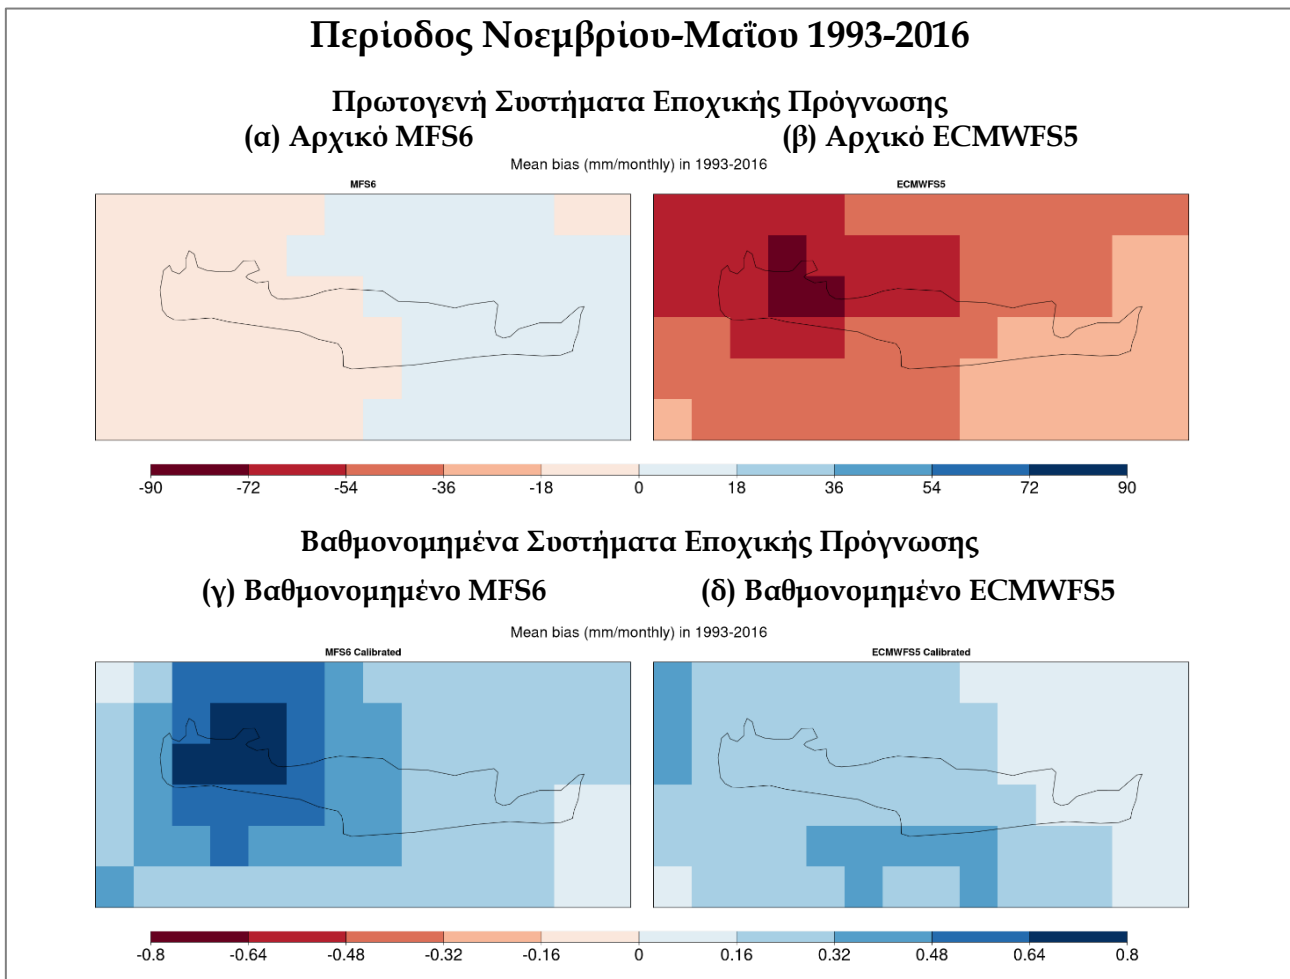 Περίοδος Νοεμβρίου-Μαΐου 1993-2016
Πρωτογενή Συστήματα Εποχικής Πρόγνωσης
(α) Αρχικό MFS6 (β) Αρχικό ECMWFS5
Mean bias (mm/monthly) in 1993-2016
MFS6 ECMWFS5
-90 -72 -54 -36 -18 0 18 36 54 72 90
Βαθμονομημένα Συστήματα Εποχικής Πρόγνωσης
(γ) Βαθμονομημένο MFS6 (δ) Βαθμονομημένο ECMWFS5
Mean bias (mm/monthly) in 1993-2016
MFS6 Calibrated ECMWFS5 Calibrated
-0.8 -0.64 -0.48 -0.32 -0.16 0 0.16 0.32 0.48 0.64 0.8